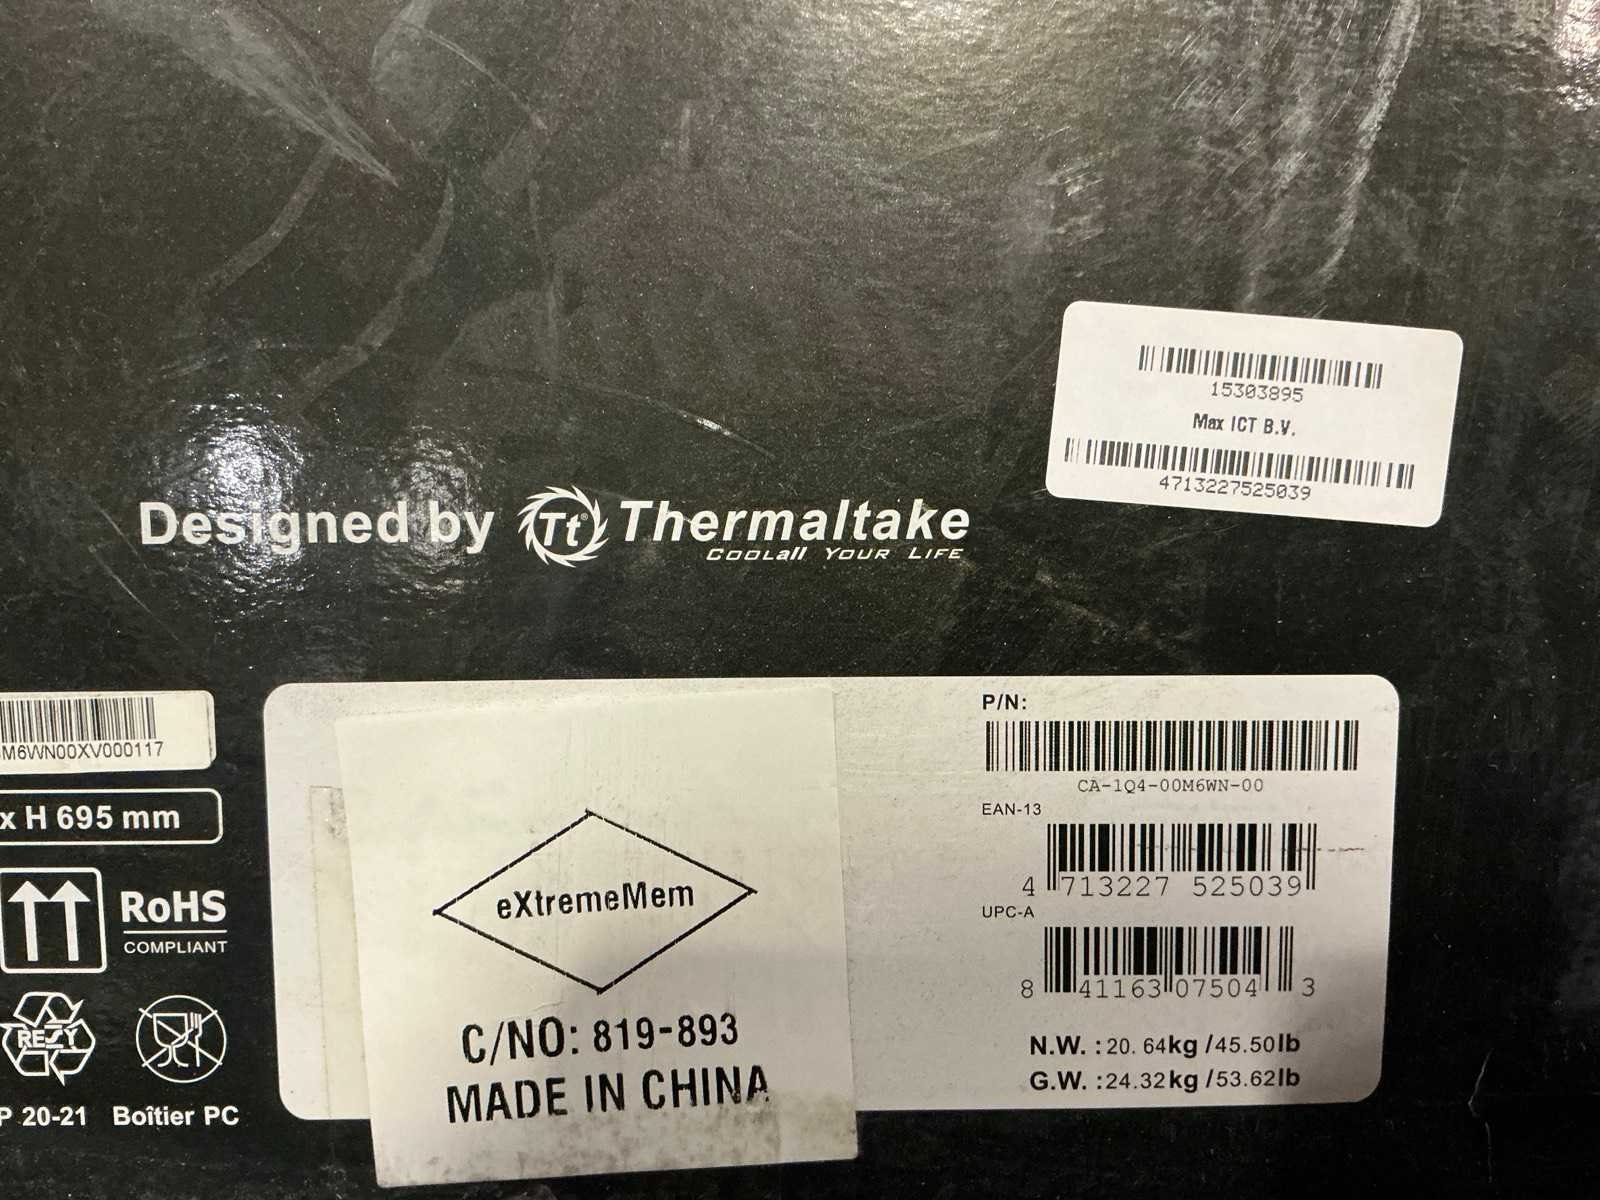 15303895
Max ICT B.V.
4713227525039
Designed by Tt® Thermaltake
COOLall YOUR LIFE
M6WN00XV000117
x H 695 mm
RoHS
COMPLIANT
RESY
P 20-21
Boîtier PC
eXtremeMem
C/NO: 819-893
MADE IN CHINA
P/N:
CA-1Q4-00M6WN-00
EAN-13
4 713227 525039
UPC-A
8 41163 07504 3
N.W. :20.64kg /45.50lb
G.W. :24.32kg /53.62lb